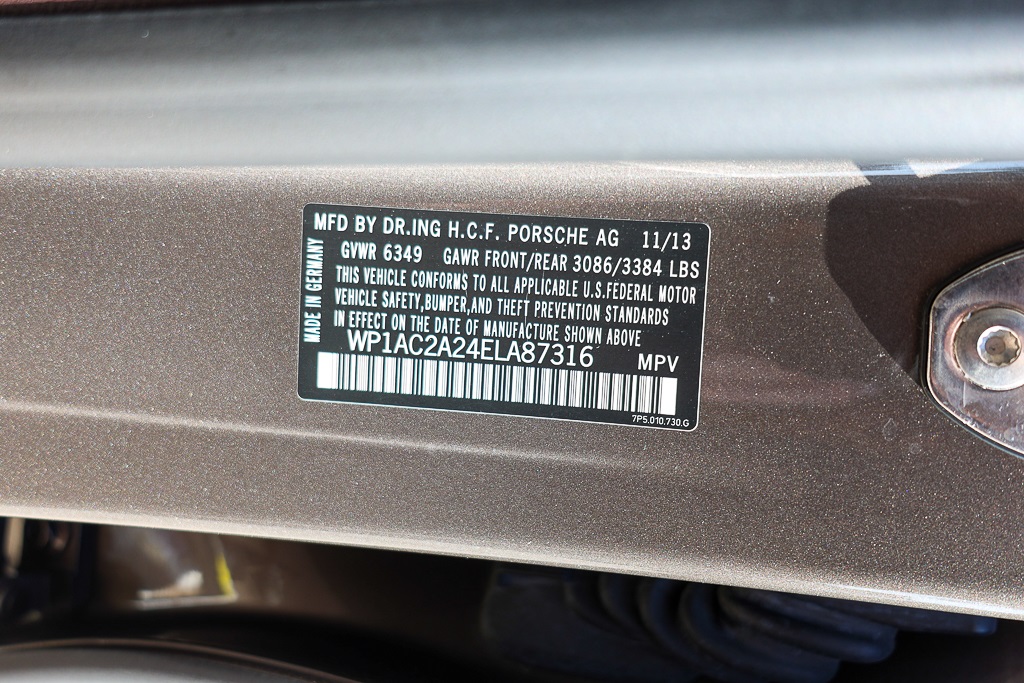 MFD BY DR.ING H.C.F. PORSCHE AG 11/13
GVWR 6349 GAWR FRONT/REAR 3086/3384 LBS
THIS VEHICLE CONFORMS TO ALL APPLICABLE U.S.FEDERAL MOTOR
VEHICLE SAFETY,BUMPER,AND THEFT PREVENTION STANDARDS
IN EFFECT ON THE DATE OF MANUFACTURE SHOWN ABOVE
WP1AC2A24ELA87316 MPV
7P5.010.730.G
MADE IN GERMANY